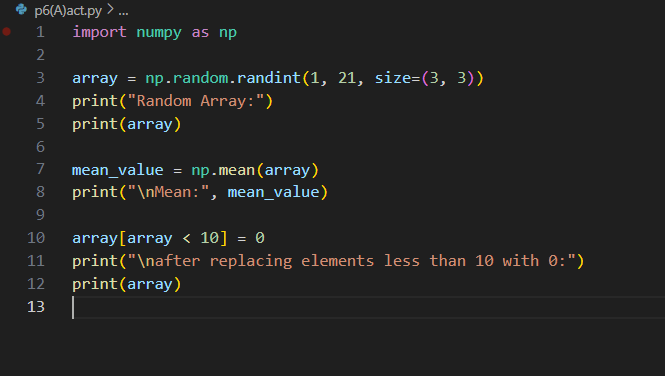 p6(A)act.py > ...
1 import numpy as np
2
3 array = np.random.randint(1, 21, size=(3, 3))
4 print("Random Array:")
5 print(array)
6
7 mean_value = np.mean(array)
8 print("\nMean:", mean_value)
9
10 array[array < 10] = 0
11 print("\nafter replacing elements less than 10 with 0:")
12 print(array)
13